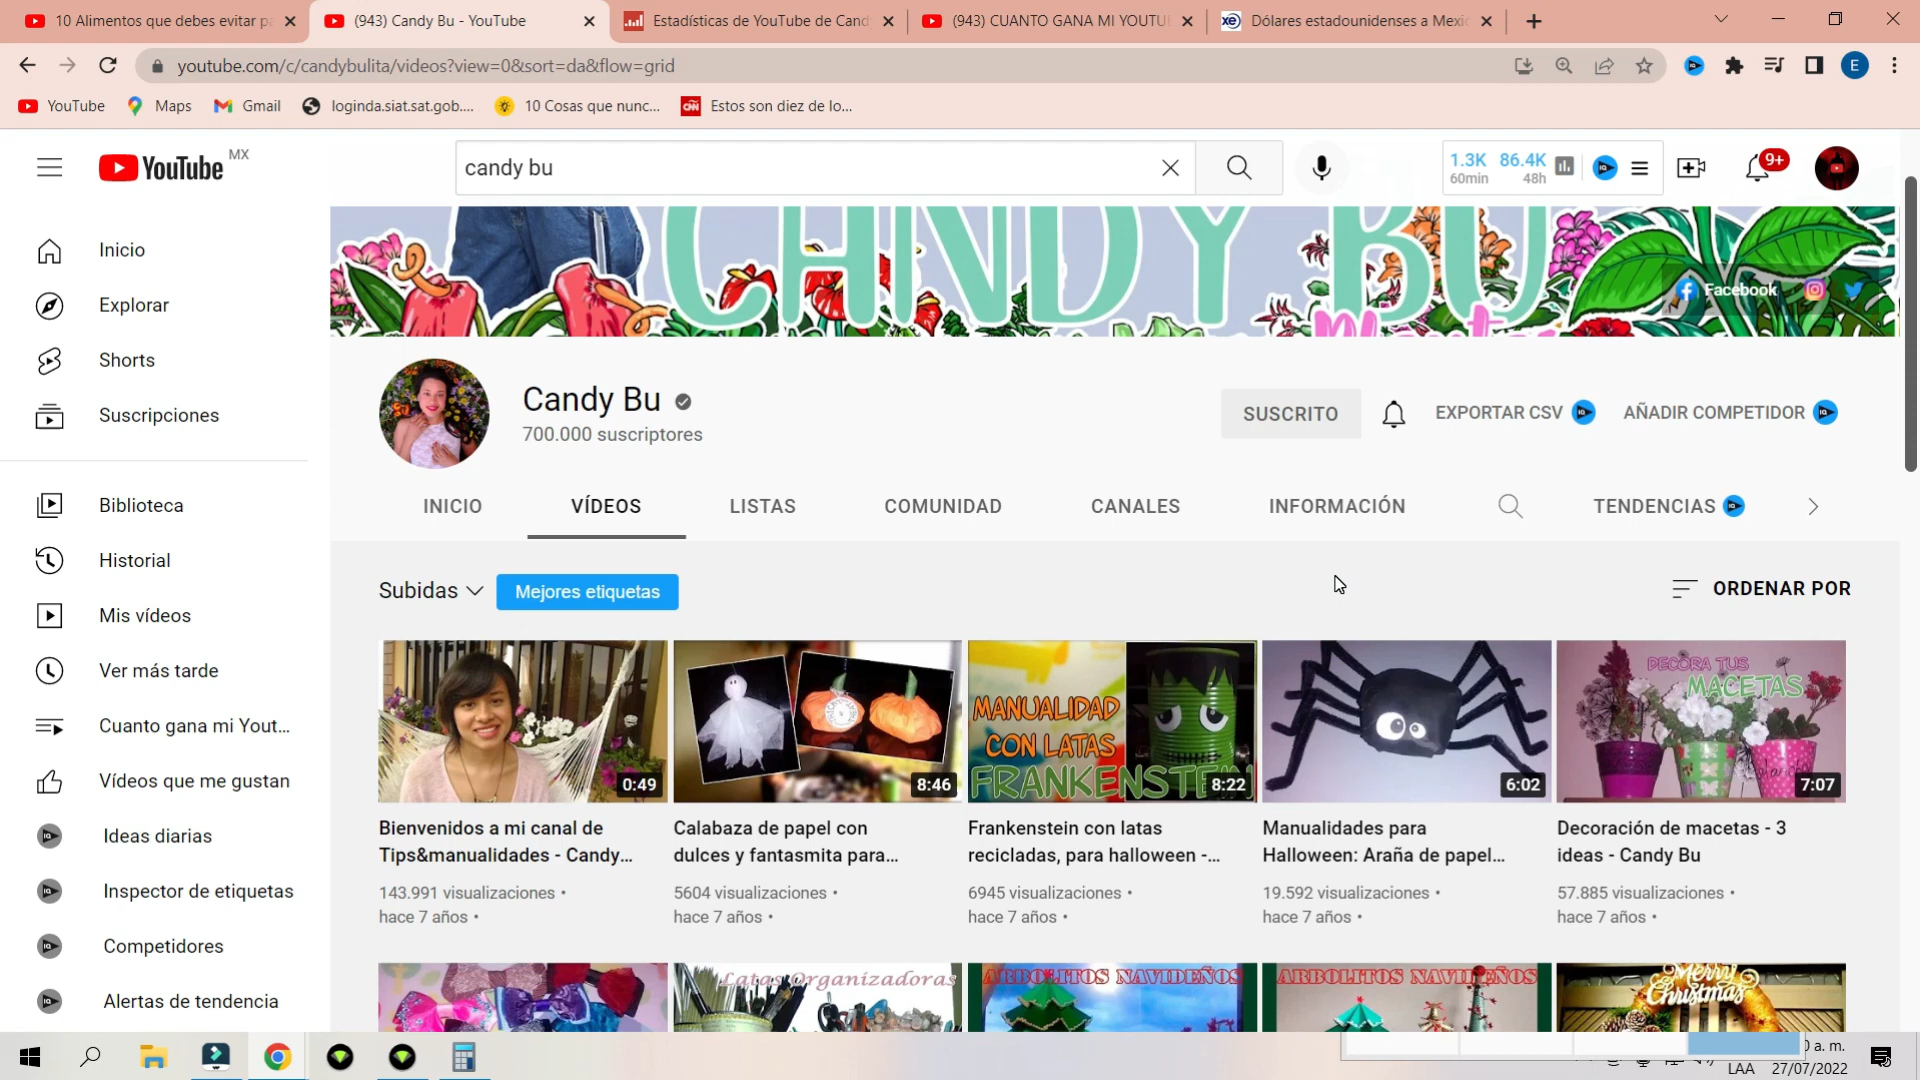 10 Alimentos que debes evitar pa
(943) Candy Bu - YouTube
Estadísticas de YouTube de Cand
(943) CUANTO GANA MI YOUTU
Dólares estadounidenses a Mexic
youtube.com/c/candybulita/videos?view=0&sort=da&flow=grid
E
YouTube
Maps
Gmail
loginda.siat.sat.gob....
10 Cosas que nunc...
Estos son diez de lo...
YouTube MX
candy bu
1.3K 86.4K
60min 48h
9+
CANDY BU
Plantas
Facebook
Candy Bu
700.000 suscriptores
SUSCRITO
EXPORTAR CSV
AÑADIR COMPETIDOR
INICIO
VÍDEOS
LISTAS
COMUNIDAD
CANALES
INFORMACIÓN
TENDENCIAS
Inicio
Explorar
Shorts
Suscripciones
Biblioteca
Historial
Mis vídeos
Ver más tarde
Cuanto gana mi Yout...
Vídeos que me gustan
Ideas diarias
Inspector de etiquetas
Competidores
Alertas de tendencia
Subidas
Mejores etiquetas
ORDENAR POR
0:49
Bienvenidos a mi canal de
Tips&manualidades - Candy...
143.991 visualizaciones •
hace 7 años •
8:46
Calabaza de papel con
dulces y fantasmita para...
5604 visualizaciones •
hace 7 años •
MANUALIDAD
CON LATAS
FRANKENSTEIN
8:22
Frankenstein con latas
recicladas, para halloween -...
6945 visualizaciones •
hace 7 años •
6:02
Manualidades para
Halloween: Araña de papel...
19.592 visualizaciones •
hace 7 años •
DECORA TUS
MACETAS
7:07
Decoración de macetas - 3
ideas - Candy Bu
57.885 visualizaciones •
hace 7 años •
Latas Organizadoras
ARBOLITOS NAVIDEÑOS
ARBOLITOS NAVIDEÑOS
Merry
Christmas
a. m.
LAA
27/07/2022